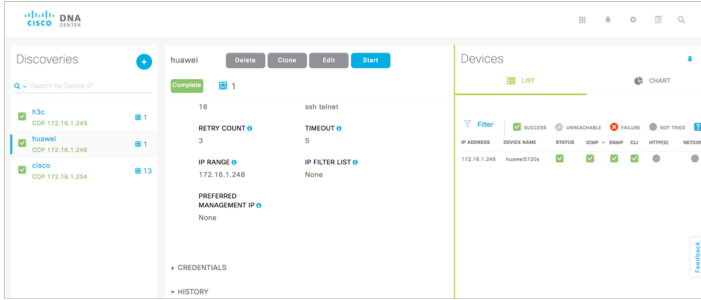 CISCO DNA CENTER
Discoveries
Search by Device IP
h3c
CDP 172.16.1.249
1
huawei
CDP 172.16.1.248
1
cisco
CDP 172.16.1.254
13
huawei
Delete
Clone
Edit
Start
Complete
1
16
ssh telnet
RETRY COUNT
TIMEOUT
3
5
IP RANGE
IP FILTER LIST
172.16.1.248
None
PREFERRED
MANAGEMENT IP
None
CREDENTIALS
HISTORY
Devices
LIST
CHART
Filter
SUCCESS
UNREACHABLE
FAILURE
NOT TRIED
IP ADDRESS DEVICE NAME STATUS ICMP SNMP CLI HTTP(S) NETCO
172.16.1.248 huawei5720s
Feedback